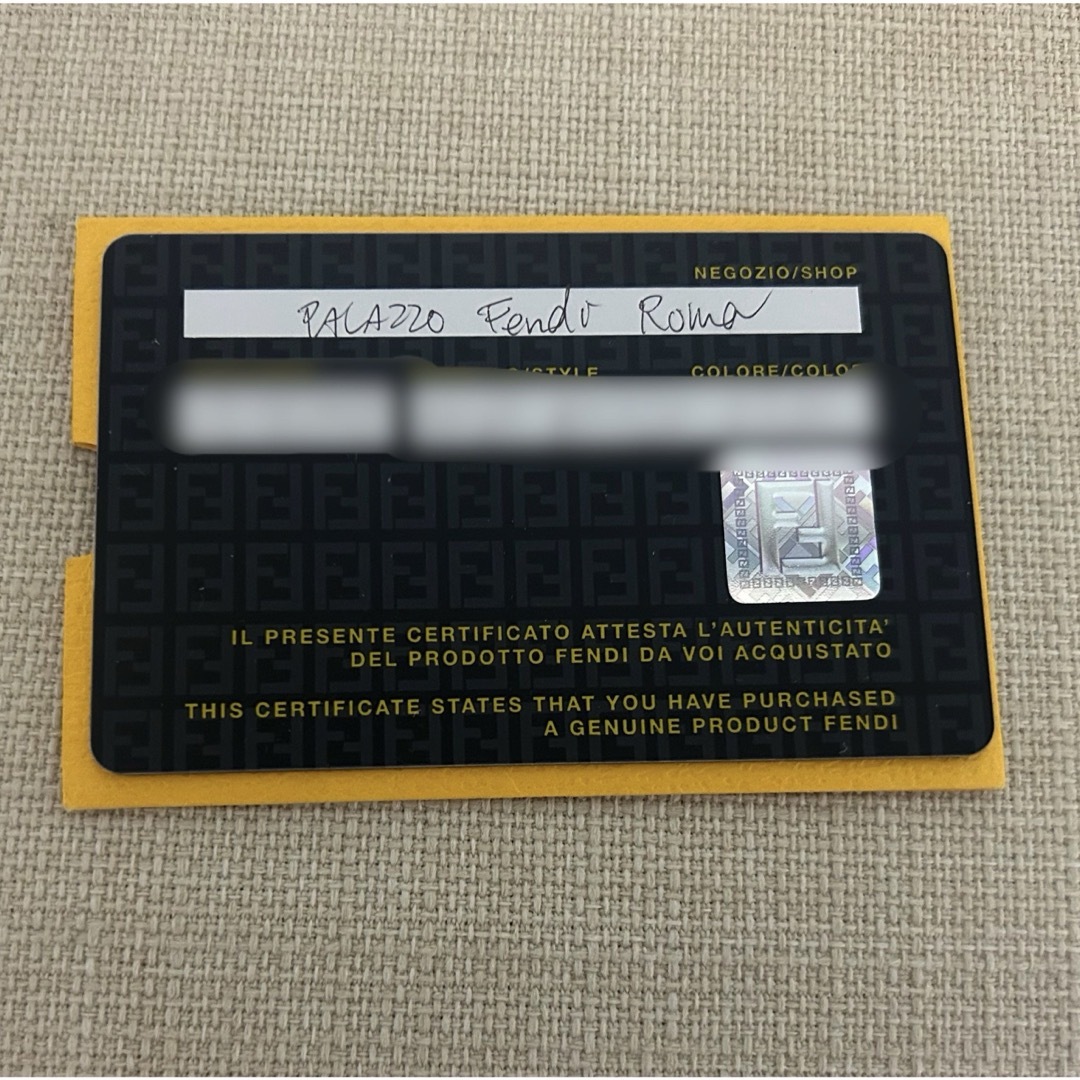 NEGOZIO/SHOP
PALAZZO Fendi Roma
/STYLE COLORE/COLOR
IL PRESENTE CERTIFICATO ATTESTA L'AUTENTICITA'
DEL PRODOTTO FENDI DA VOI ACQUISTATO
THIS CERTIFICATE STATES THAT YOU HAVE PURCHASED
A GENUINE PRODUCT FENDI